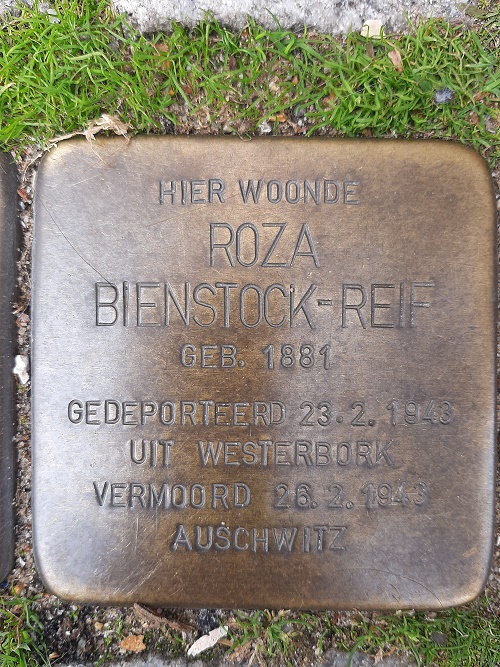 HIER WOONDE
ROZA
BIENSTOCK-REIF
GEB. 1881
GEDEPORTEERD 23.2.1943
UIT WESTERBORK
VERMOORD 26.2.1943
AUSCHWITZ